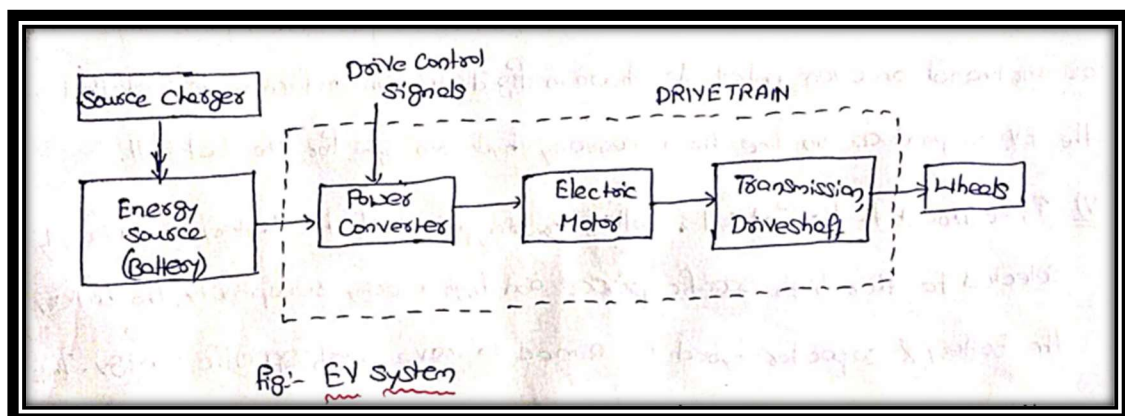 Source Charger
Drive Control
Signals
DRIVETRAIN
Energy
Source
(Battery)
Power
Converter
Electric
Motor
Transmission,
Driveshaft
Wheels
Fig:- EV System